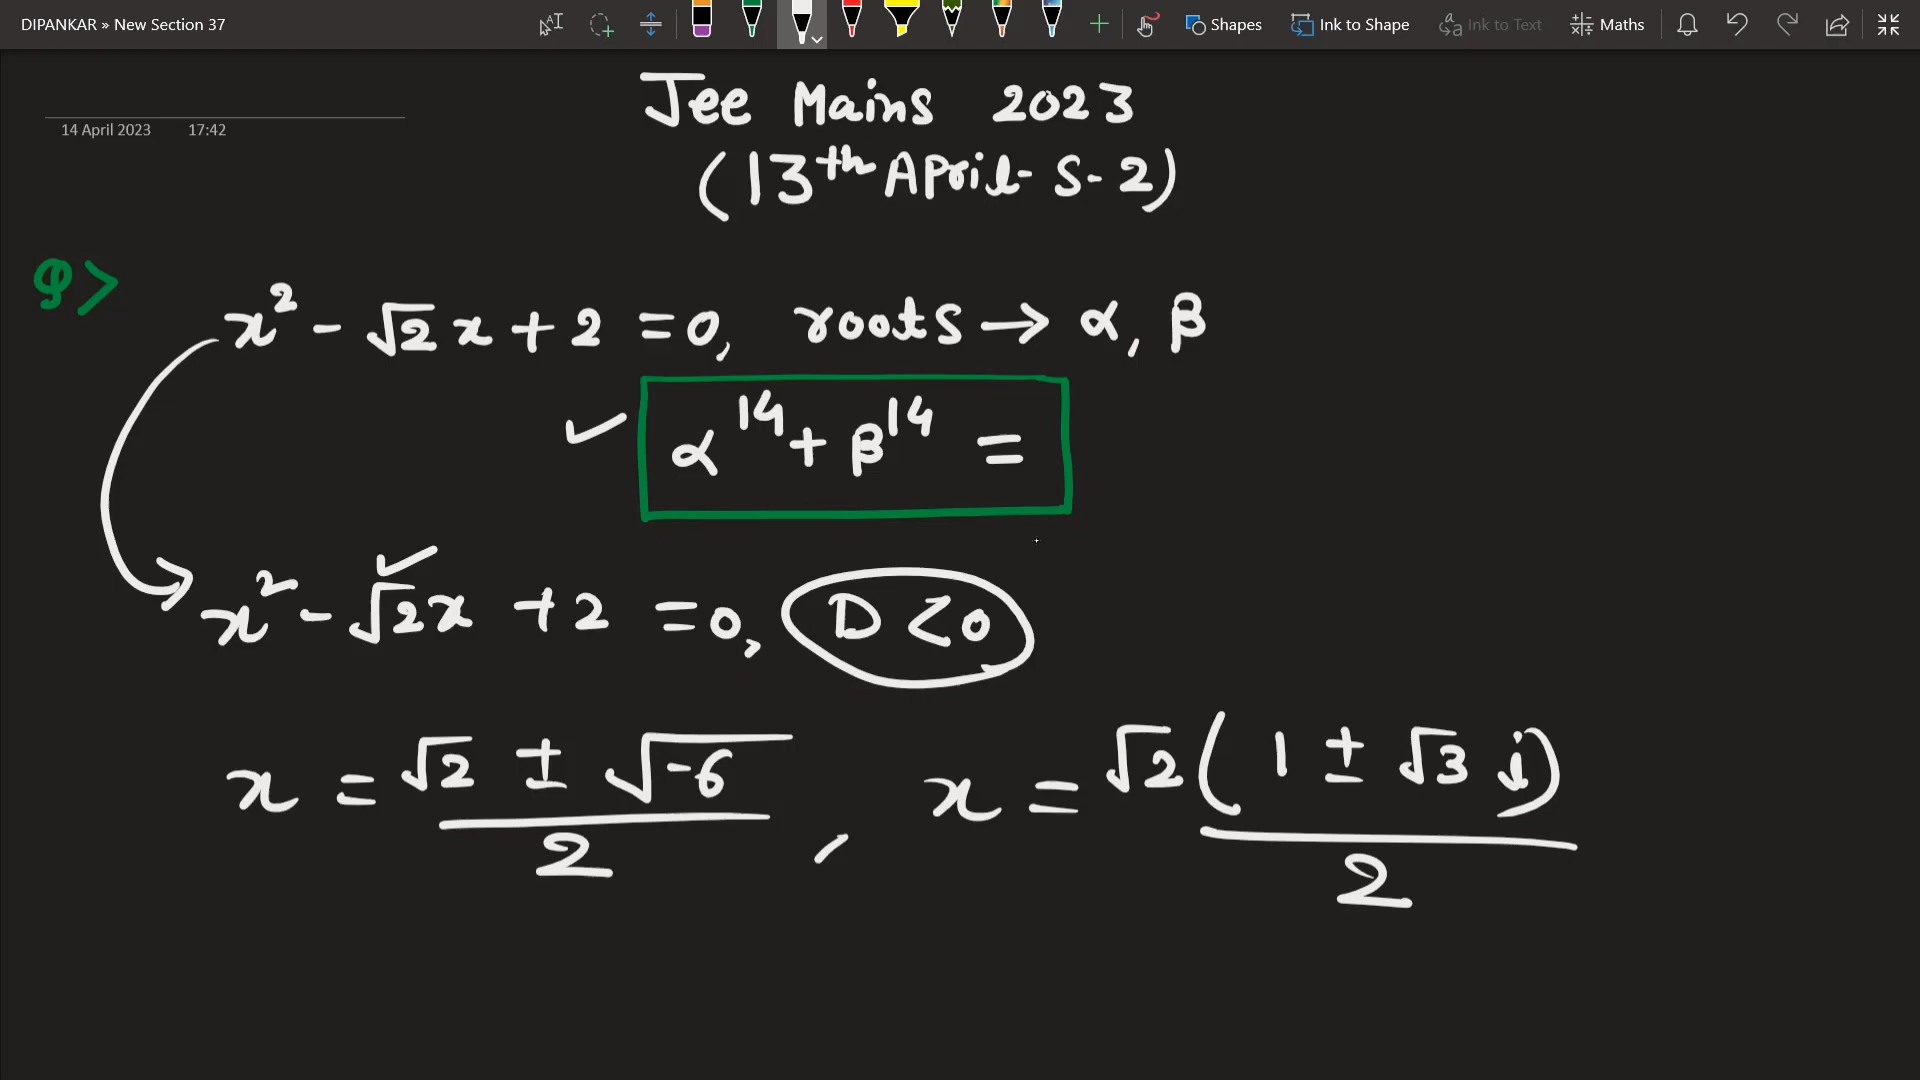 DIPANKAR » New Section 37
Shapes
Ink to Shape
Ink to Text
Maths
14 April 2023 17:42
Jee Mains 2023
(13th April- S-2)
Q>
x² - √2x + 2 = 0, roots → α, β
✓ α¹⁴ + β¹⁴ =
x² - √2x + 2 = 0, D < 0
x = (√2 ± √-6)/2 , x = √2(1 ± √3 i)/2